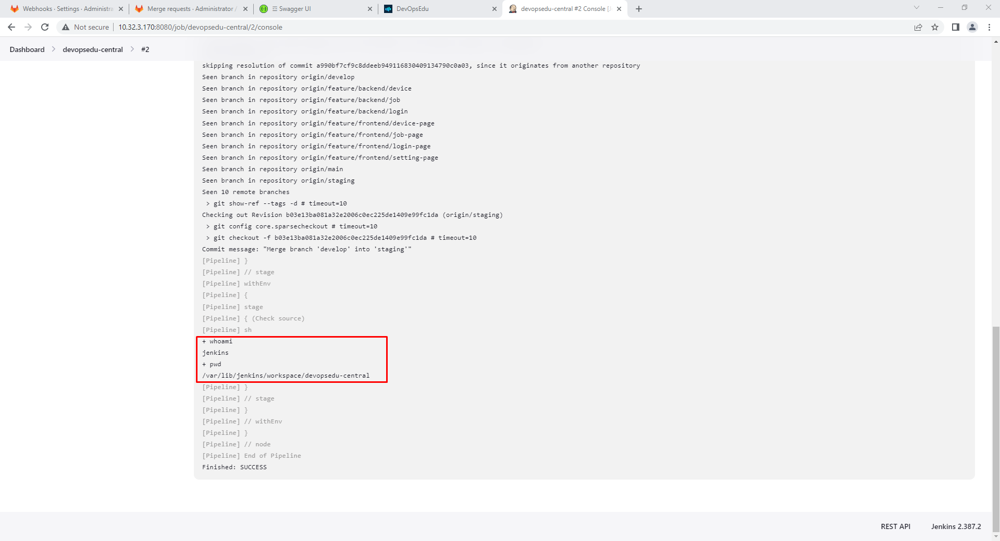 Webhooks · Settings · Administra
Merge requests · Administrator /
Swagger UI
DevOpsEdu
devopsedu-central #2 Console [J
Not secure
10.32.3.170:8080/job/devopsedu-central/2/console
Dashboard > devopsedu-central > #2
skipping resolution of commit a990bf7cf9c8ddeeb949116830409134790c0a03, since it originates from another repository
Seen branch in repository origin/develop
Seen branch in repository origin/feature/backend/device
Seen branch in repository origin/feature/backend/job
Seen branch in repository origin/feature/backend/login
Seen branch in repository origin/feature/frontend/device-page
Seen branch in repository origin/feature/frontend/job-page
Seen branch in repository origin/feature/frontend/login-page
Seen branch in repository origin/feature/frontend/setting-page
Seen branch in repository origin/main
Seen branch in repository origin/staging
Seen 10 remote branches
> git show-ref --tags -d # timeout=10
Checking out Revision b03e13ba081a32e2006c0ec225de1409e99fc1da (origin/staging)
> git config core.sparsecheckout # timeout=10
> git checkout -f b03e13ba081a32e2006c0ec225de1409e99fc1da # timeout=10
Commit message: "Merge branch 'develop' into 'staging'"
[Pipeline] }
[Pipeline] // stage
[Pipeline] withEnv
[Pipeline] {
[Pipeline] stage
[Pipeline] { (Check source)
[Pipeline] sh
+ whoami
jenkins
+ pwd
/var/lib/jenkins/workspace/devopsedu-central
[Pipeline] }
[Pipeline] // stage
[Pipeline] }
[Pipeline] // withEnv
[Pipeline] }
[Pipeline] // node
[Pipeline] End of Pipeline
Finished: SUCCESS
REST API
Jenkins 2.387.2